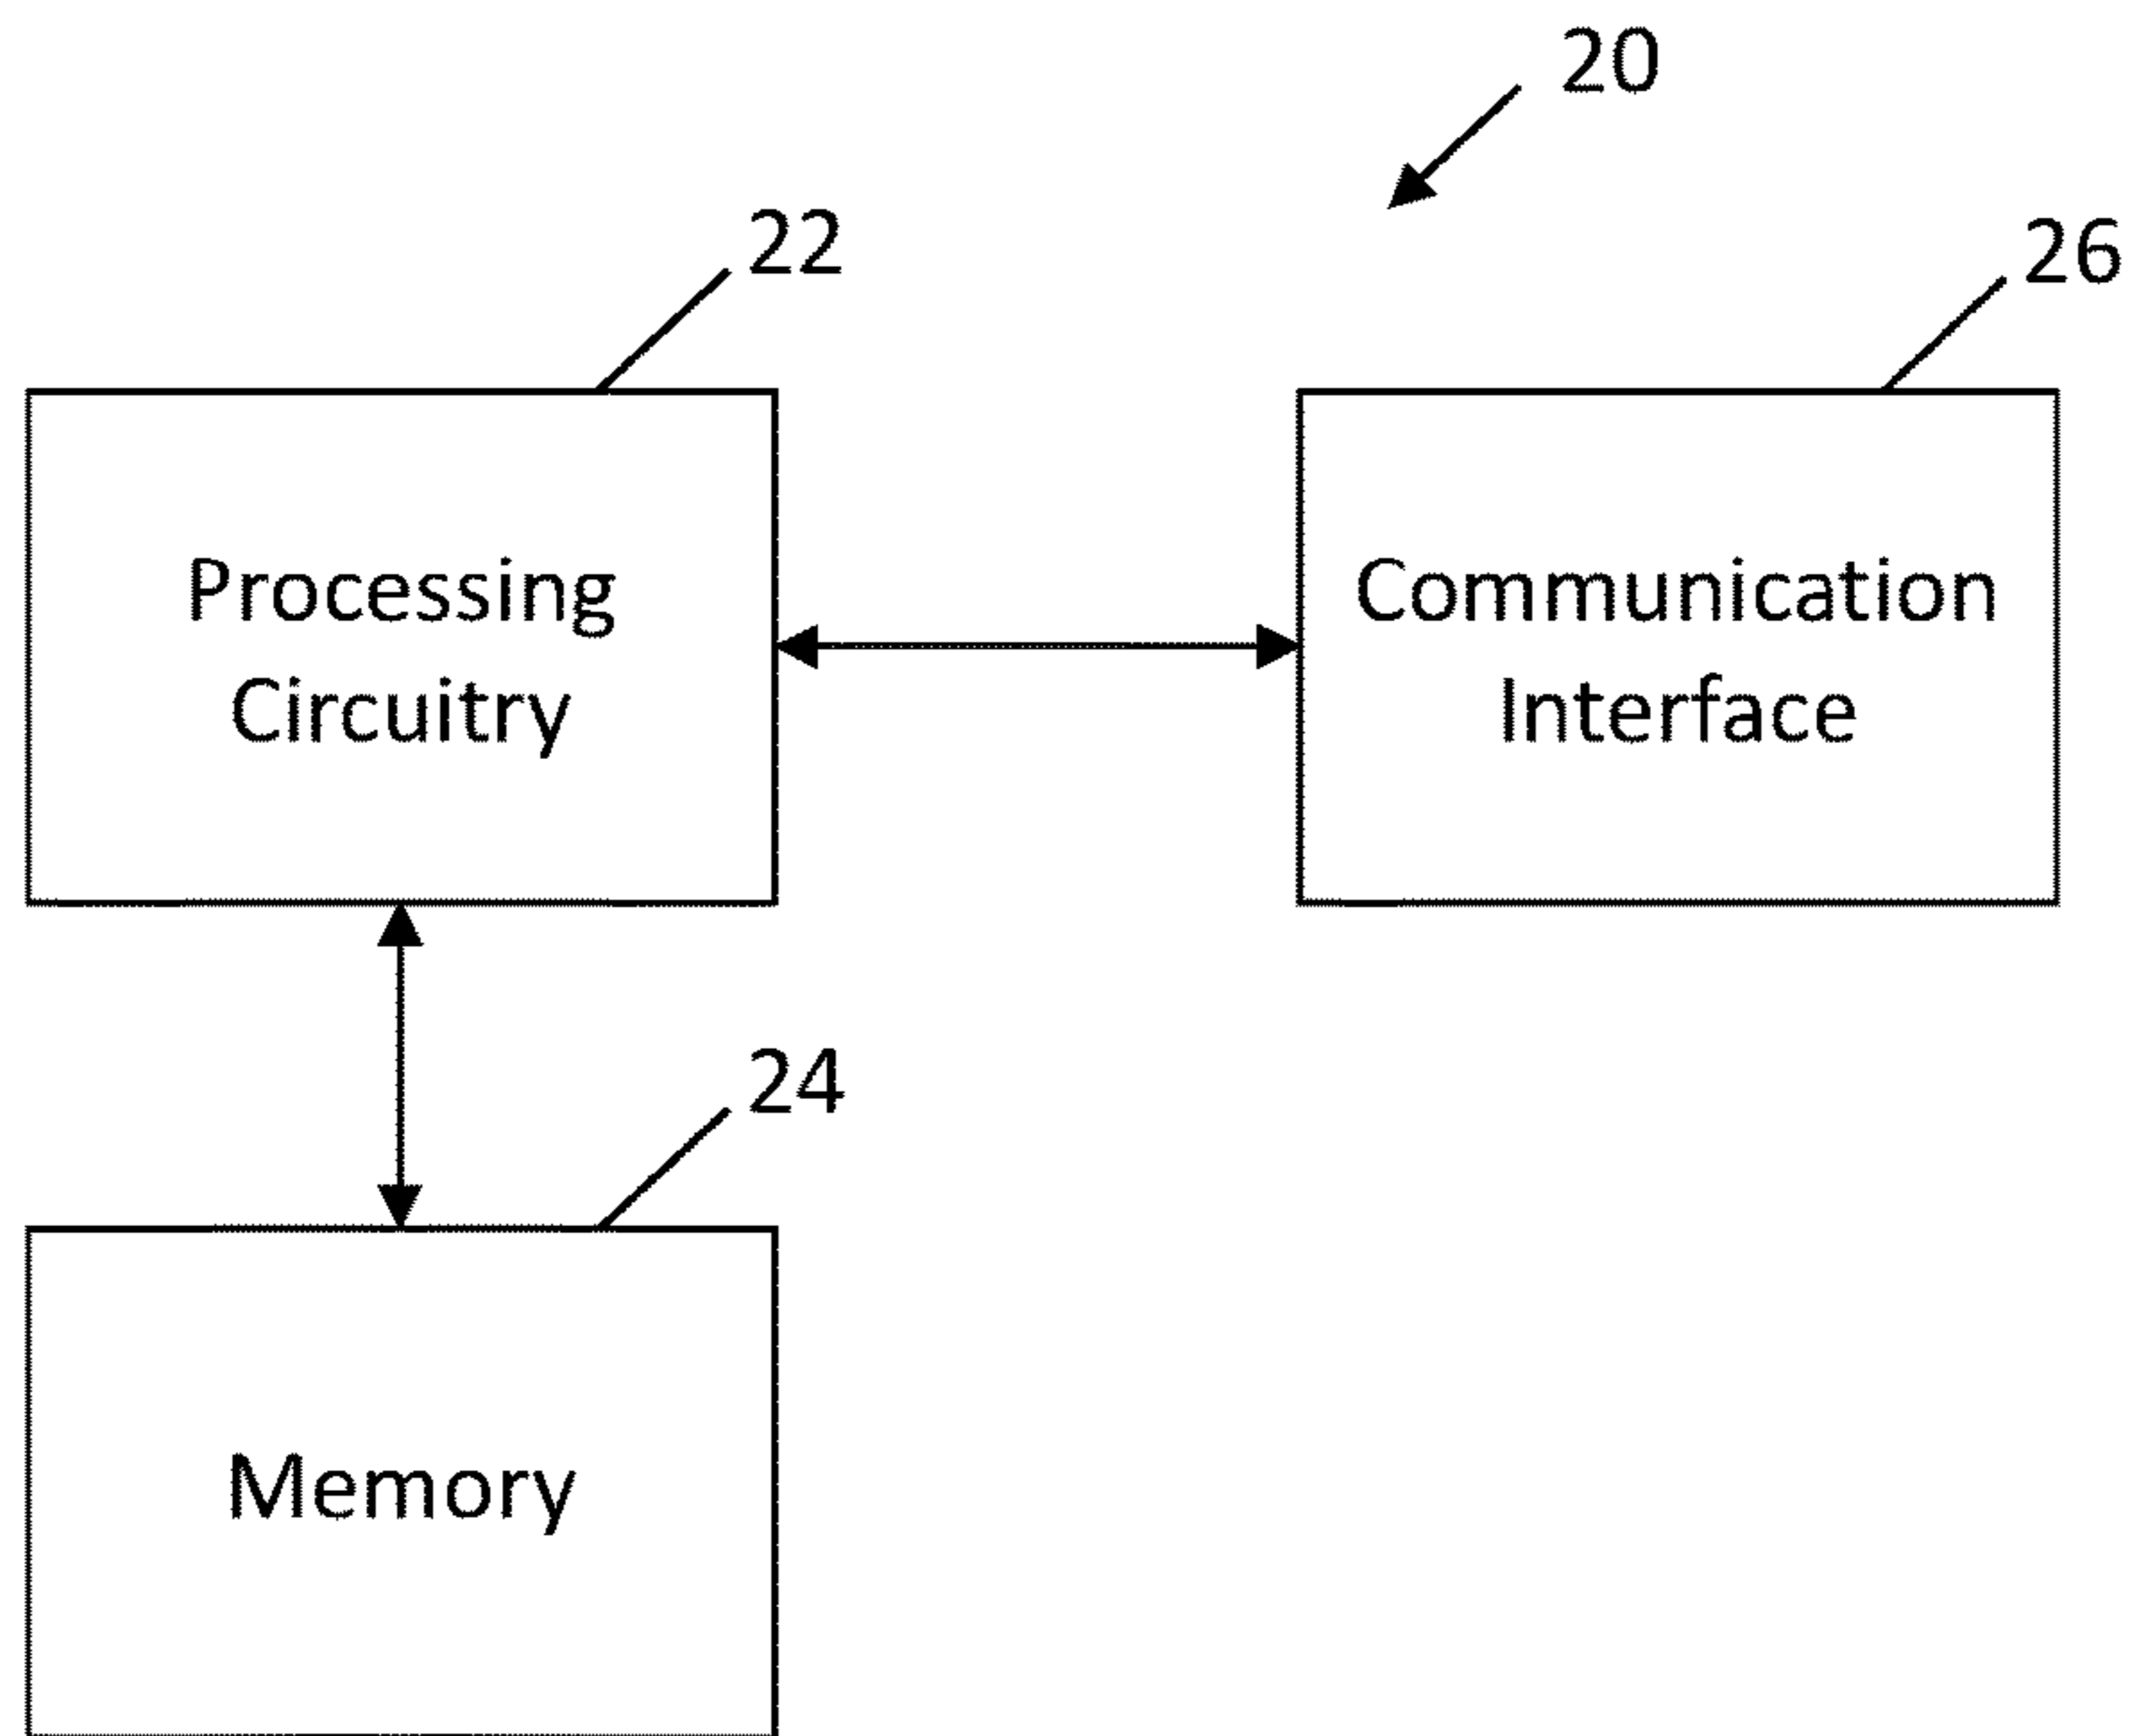 20
22
26
Processing
Circuitry
Communication
Interface
24
Memory